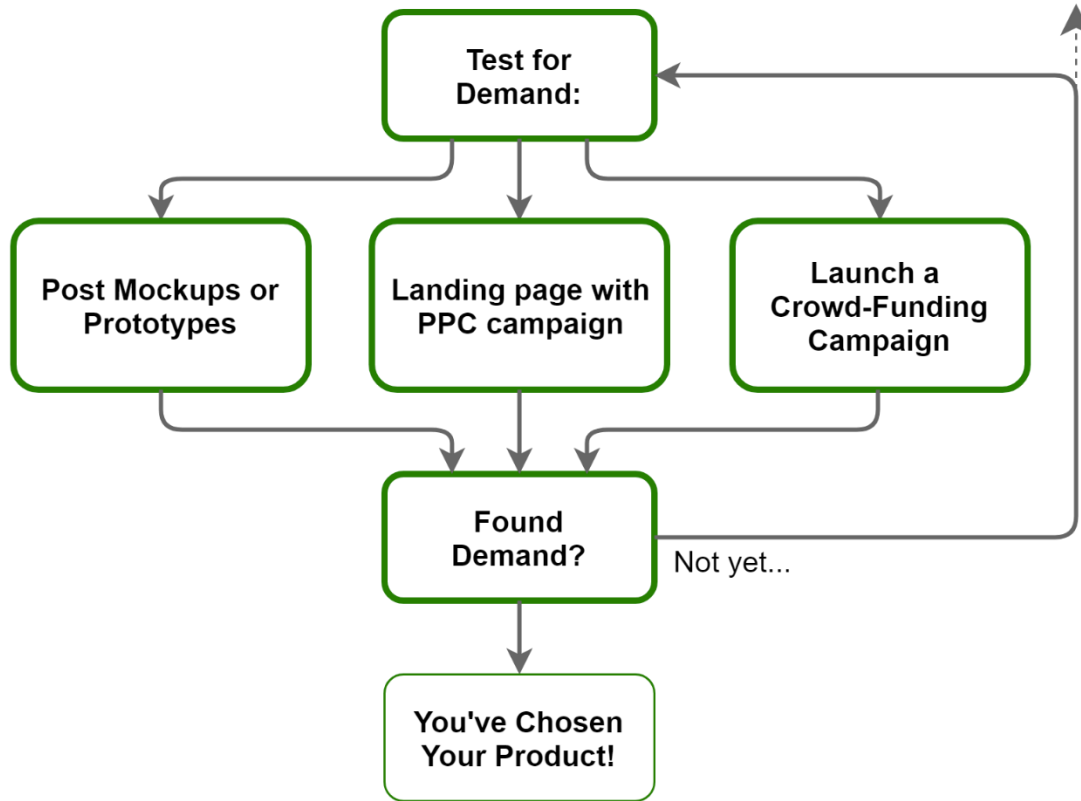 Test for
Demand:
Post Mockups or
Prototypes
Landing page with
PPC campaign
Launch a
Crowd-Funding
Campaign
Found
Demand?
Not yet...
You've Chosen
Your Product!